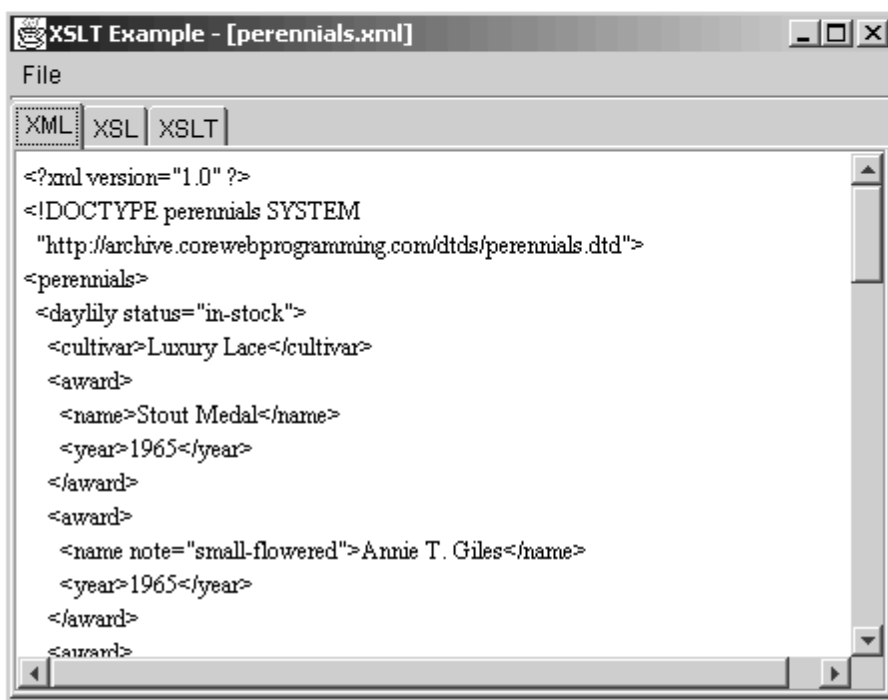 XSLT Example - [perennials.xml]
File
XML XSL XSLT
<?xml version="1.0" ?>
<!DOCTYPE perennials SYSTEM
"http://archive.corewebprogramming.com/dtds/perennials.dtd">
<perennials>
<daylily status="in-stock">
<cultivar>Luxury Lace</cultivar>
<award>
<name>Stout Medal</name>
<year>1965</year>
</award>
<award>
<name note="small-flowered">Annie T. Giles</name>
<year>1965</year>
</award>
<award>